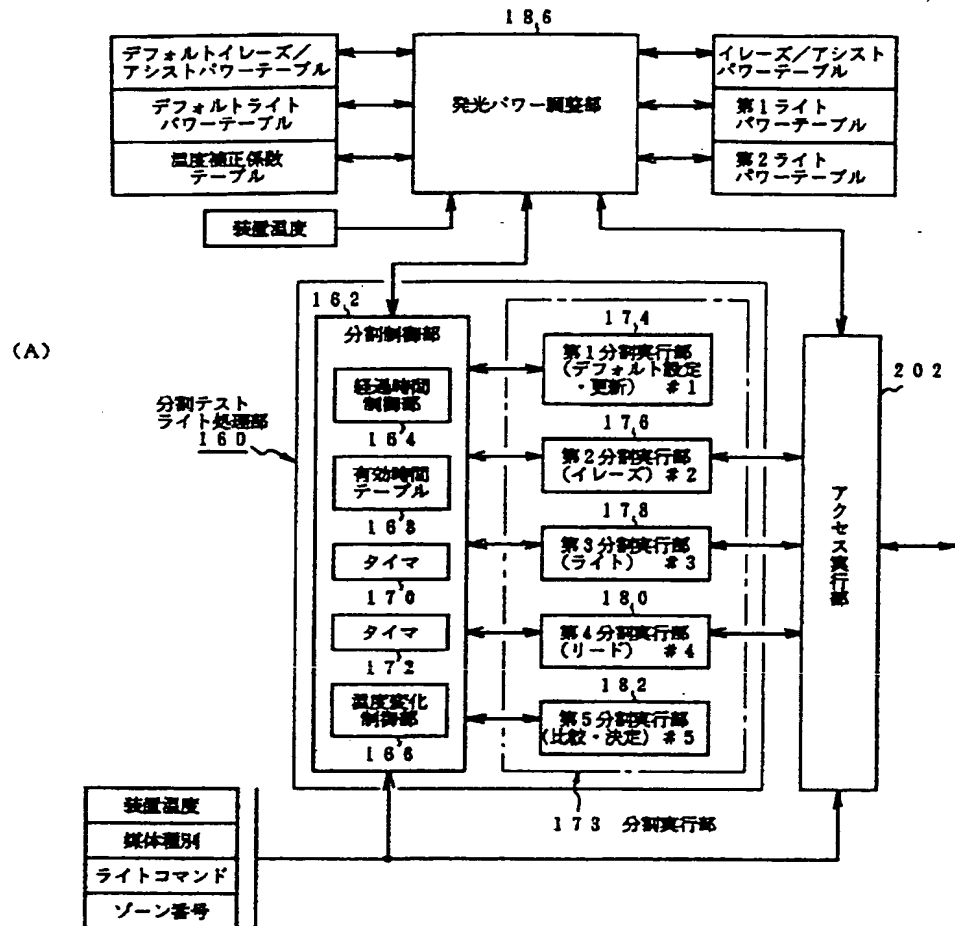 186
デフォルトイレーズ/
アシストパワーテーブル
デフォルトライト
パワーテーブル
温度補正係数
テーブル
発光パワー調整部
イレーズ/アシスト
パワーテーブル
第1ライト
パワーテーブル
第2ライト
パワーテーブル
装置温度
(A)
分割テスト
ライト処理部
160
162
分割制御部
経過時間
制御部
164
有効時間
テーブル
168
タイマ
170
タイマ
172
温度変化
制御部
166
174
第1分割実行部
(デフォルト設定
・更新) #1
176
第2分割実行部
(イレーズ) #2
178
第3分割実行部
(ライト) #3
180
第4分割実行部
(リード) #4
182
第5分割実行部
(比較・決定) #5
173 分割実行部
202
アクセス実行部
装置温度
媒体種別
ライトコマンド
ゾーン番号